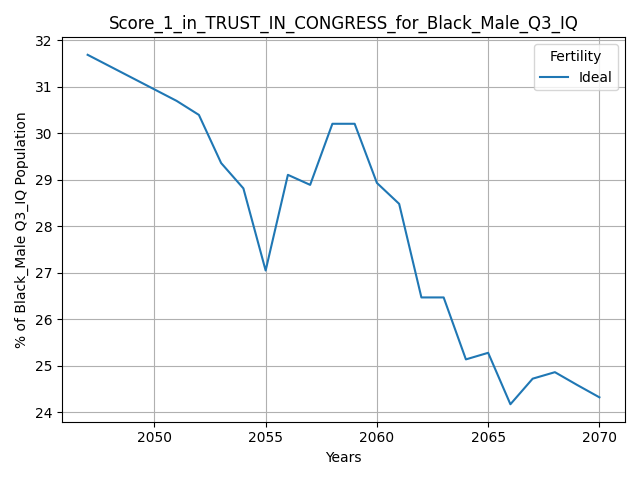 Score_1_in_TRUST_IN_CONGRESS_for_Black_Male_Q3_IQ
Fertility
Ideal
% of Black_Male Q3_IQ Population
32
31
30
29
28
27
26
25
24
2050 2055 2060 2065 2070
Years